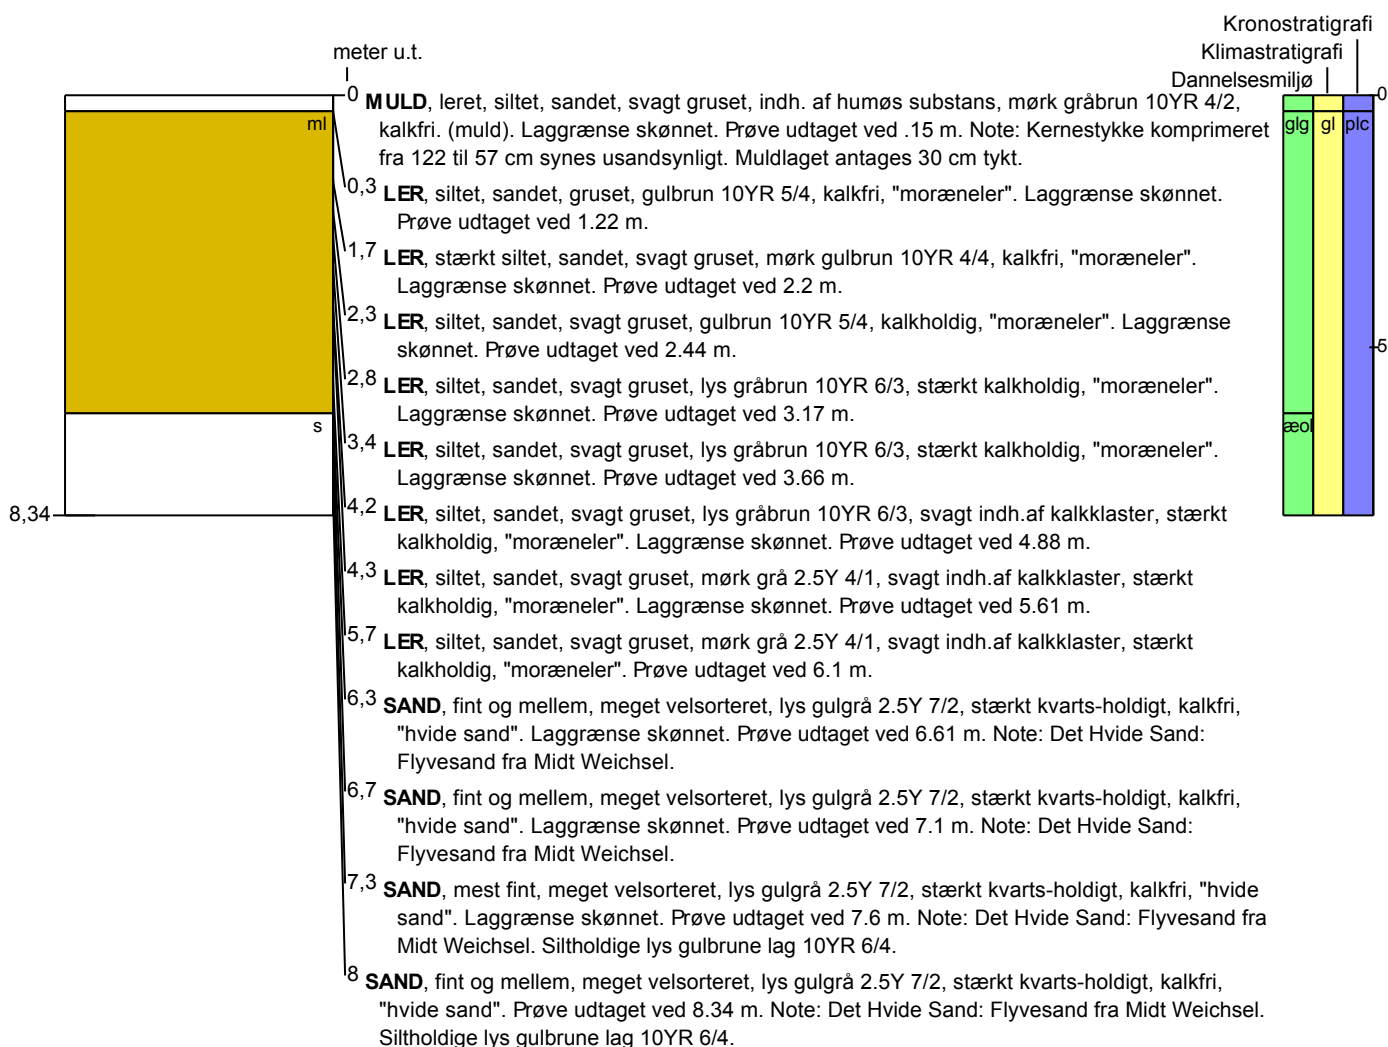 Kronostratigrafi
meter u.t.
Klimastratigrafi
Dannelsesmiljø
0 MULD, leret, siltet, sandet, svagt gruset, indh. af humøs substans, mørk gråbrun 10YR 4/2,
kalkfri. (muld). Laggrænse skønnet. Prøve udtaget ved .15 m. Note: Kernestykke komprimeret
fra 122 til 57 cm synes usandsynligt. Muldlaget antages 30 cm tykt.
0,3 LER, siltet, sandet, gruset, gulbrun 10YR 5/4, kalkfri, "moræneler". Laggrænse skønnet.
Prøve udtaget ved 1.22 m.
1,7 LER, stærkt siltet, sandet, svagt gruset, mørk gulbrun 10YR 4/4, kalkfri, "moræneler".
Laggrænse skønnet. Prøve udtaget ved 2.2 m.
2,3 LER, siltet, sandet, svagt gruset, gulbrun 10YR 5/4, kalkholdig, "moræneler". Laggrænse
skønnet. Prøve udtaget ved 2.44 m.
2,8 LER, siltet, sandet, svagt gruset, lys gråbrun 10YR 6/3, stærkt kalkholdig, "moræneler".
Laggrænse skønnet. Prøve udtaget ved 3.17 m.
3,4 LER, siltet, sandet, svagt gruset, lys gråbrun 10YR 6/3, stærkt kalkholdig, "moræneler".
Laggrænse skønnet. Prøve udtaget ved 3.66 m.
4,2 LER, siltet, sandet, svagt gruset, lys gråbrun 10YR 6/3, svagt indh.af kalkklaster, stærkt
kalkholdig, "moræneler". Laggrænse skønnet. Prøve udtaget ved 4.88 m.
4,3 LER, siltet, sandet, svagt gruset, mørk grå 2.5Y 4/1, svagt indh.af kalkklaster, stærkt
kalkholdig, "moræneler". Laggrænse skønnet. Prøve udtaget ved 5.61 m.
5,7 LER, siltet, sandet, svagt gruset, mørk grå 2.5Y 4/1, svagt indh.af kalkklaster, stærkt
kalkholdig, "moræneler". Prøve udtaget ved 6.1 m.
6,3 SAND, fint og mellem, meget velsorteret, lys gulgrå 2.5Y 7/2, stærkt kvarts-holdigt, kalkfri,
"hvide sand". Laggrænse skønnet. Prøve udtaget ved 6.61 m. Note: Det Hvide Sand:
Flyvesand fra Midt Weichsel.
6,7 SAND, fint og mellem, meget velsorteret, lys gulgrå 2.5Y 7/2, stærkt kvarts-holdigt, kalkfri,
"hvide sand". Laggrænse skønnet. Prøve udtaget ved 7.1 m. Note: Det Hvide Sand:
Flyvesand fra Midt Weichsel.
7,3 SAND, mest fint, meget velsorteret, lys gulgrå 2.5Y 7/2, stærkt kvarts-holdigt, kalkfri, "hvide
sand". Laggrænse skønnet. Prøve udtaget ved 7.6 m. Note: Det Hvide Sand: Flyvesand fra
Midt Weichsel. Siltholdige lys gulbrune lag 10YR 6/4.
8 SAND, fint og mellem, meget velsorteret, lys gulgrå 2.5Y 7/2, stærkt kvarts-holdigt, kalkfri,
"hvide sand". Prøve udtaget ved 8.34 m. Note: Det Hvide Sand: Flyvesand fra Midt Weichsel.
Siltholdige lys gulbrune lag 10YR 6/4.
ml
s
8,34
0
glg gl plc
5
æol